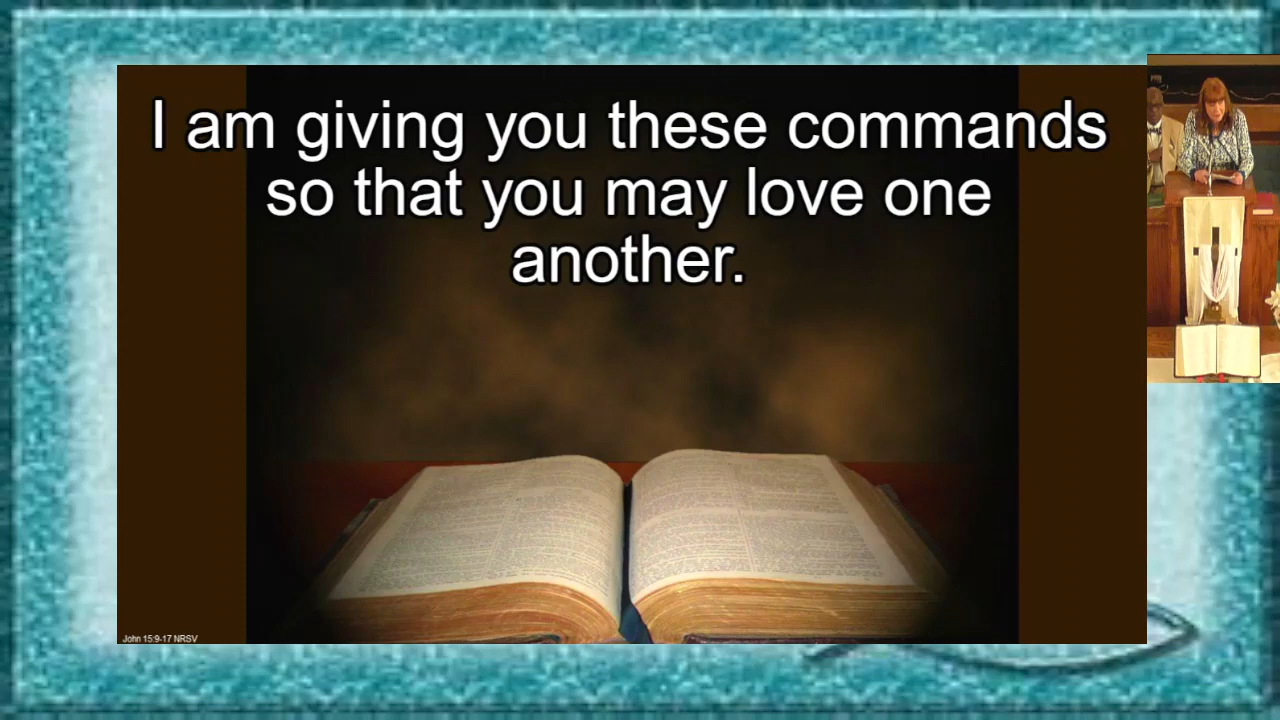 I am giving you these commands
so that you may love one
another.
John 15:9-17 NRSV